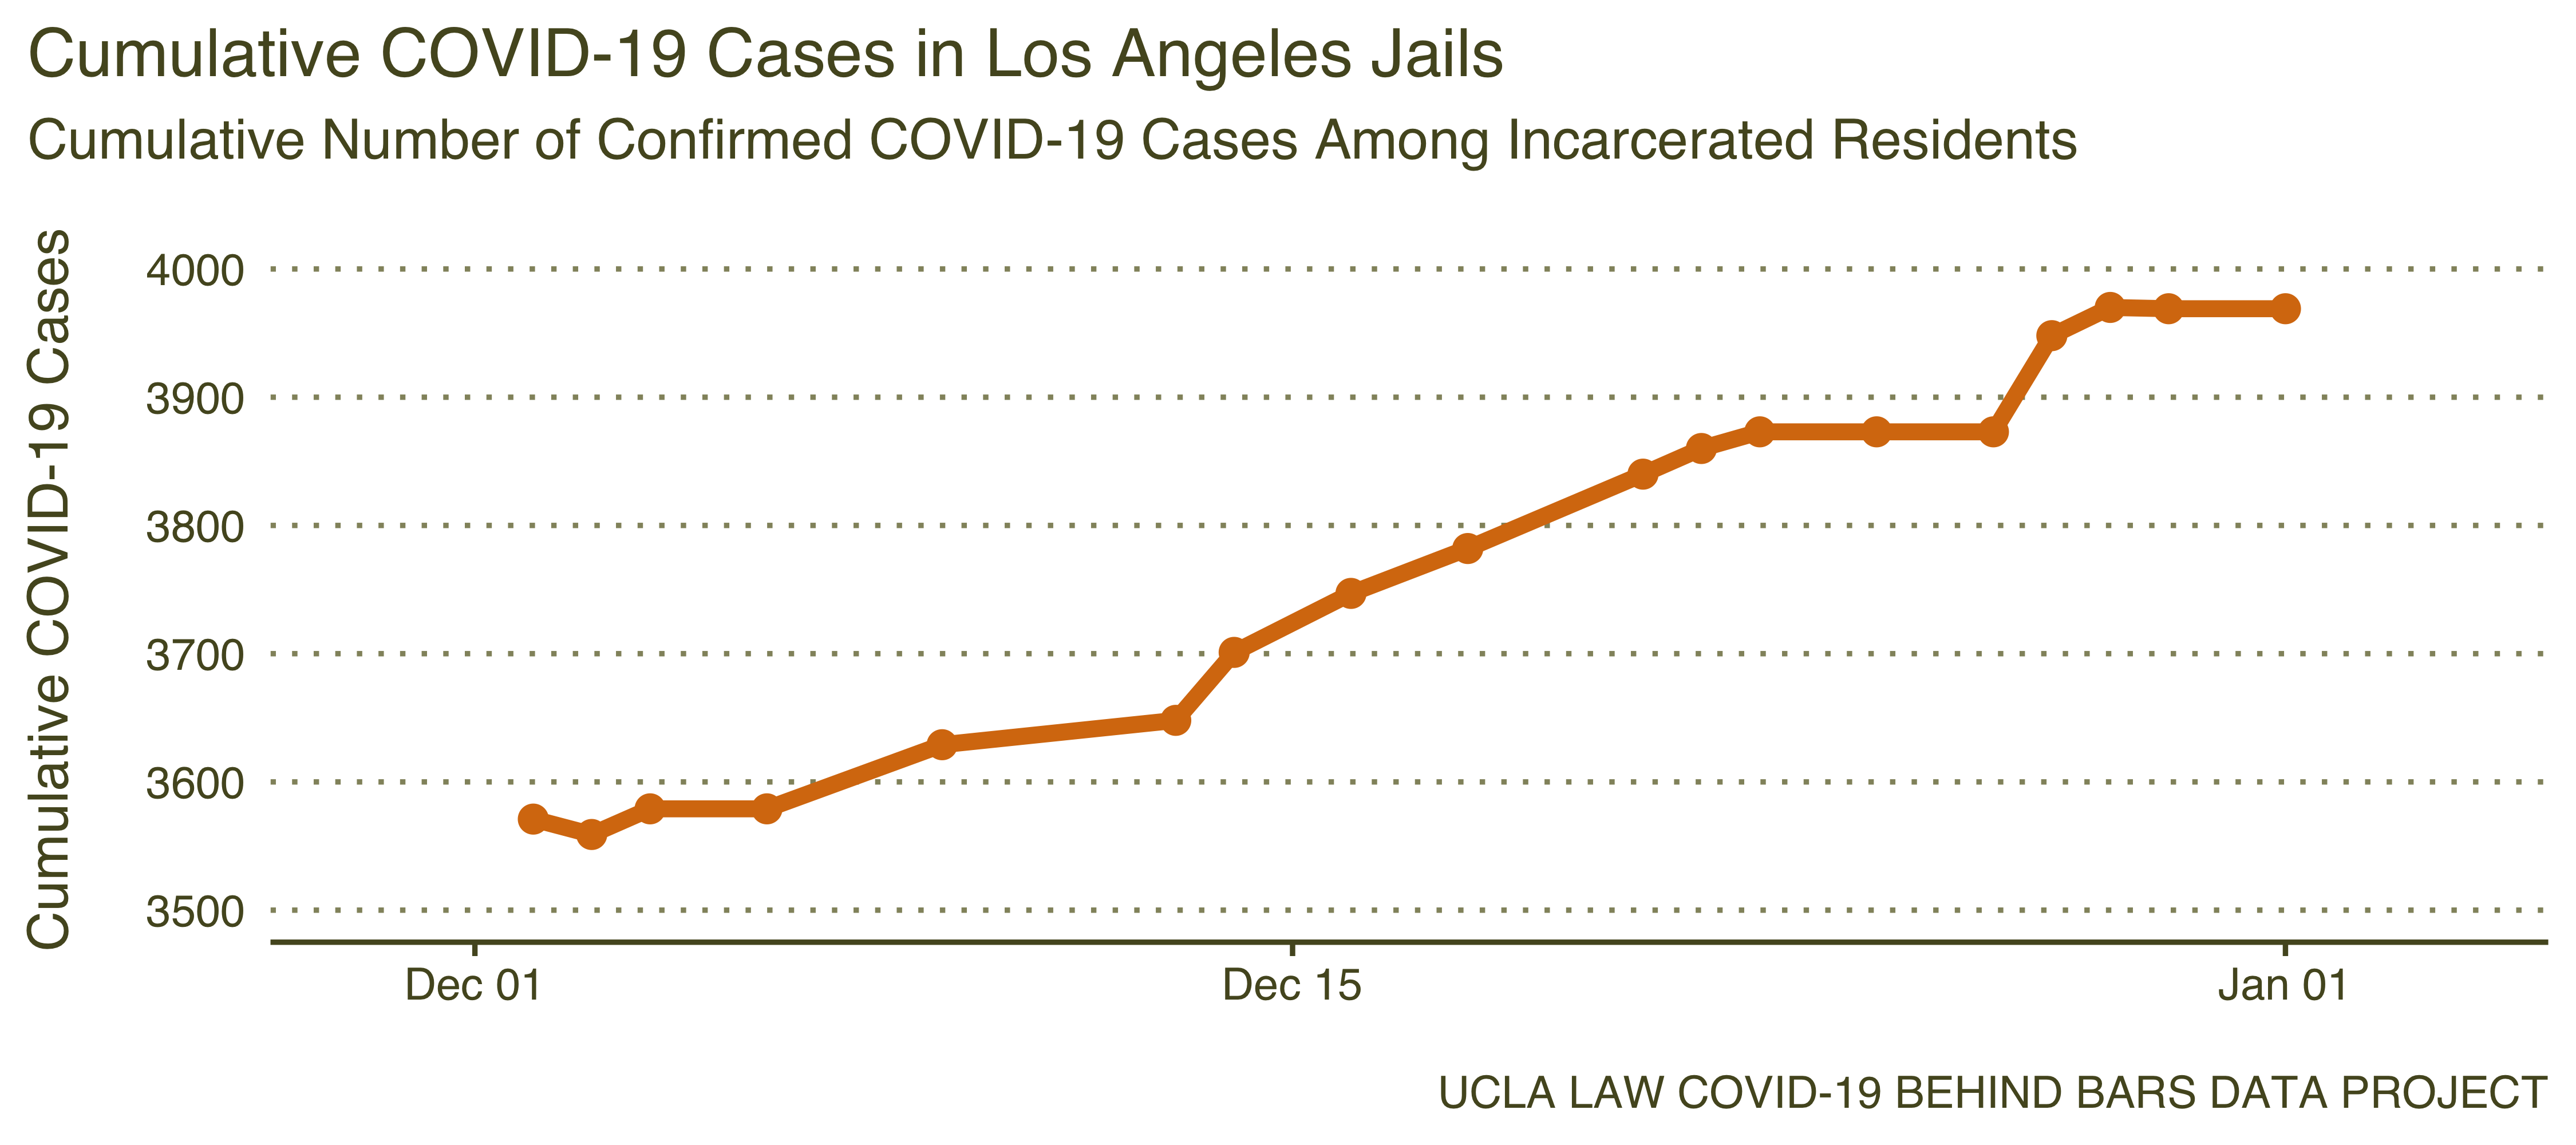 Cumulative COVID-19 Cases in Los Angeles Jails
Cumulative Number of Confirmed COVID-19 Cases Among Incarcerated Residents
Cumulative COVID-19 Cases
4000
3900
3800
3700
3600
3500
Dec 01 Dec 15 Jan 01
UCLA LAW COVID-19 BEHIND BARS DATA PROJECT